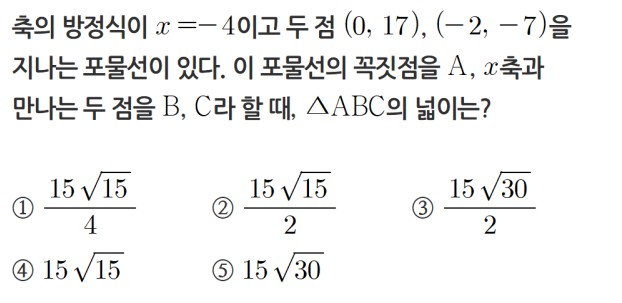 축의 방정식이 x=−4이고 두 점 (0, 17), (−2, −7)을
지나는 포물선이 있다. 이 포물선의 꼭짓점을 A, x축과
만나는 두 점을 B, C라 할 때, △ABC의 넓이는?
① 15√15/4 ② 15√15/2 ③ 15√30/2
④ 15√15 ⑤ 15√30